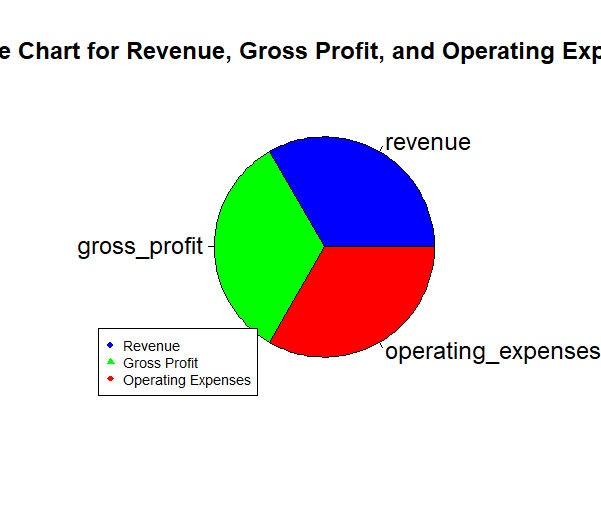 e Chart for Revenue, Gross Profit, and Operating Exp
revenue
gross_profit
operating_expenses
Revenue
Gross Profit
Operating Expenses